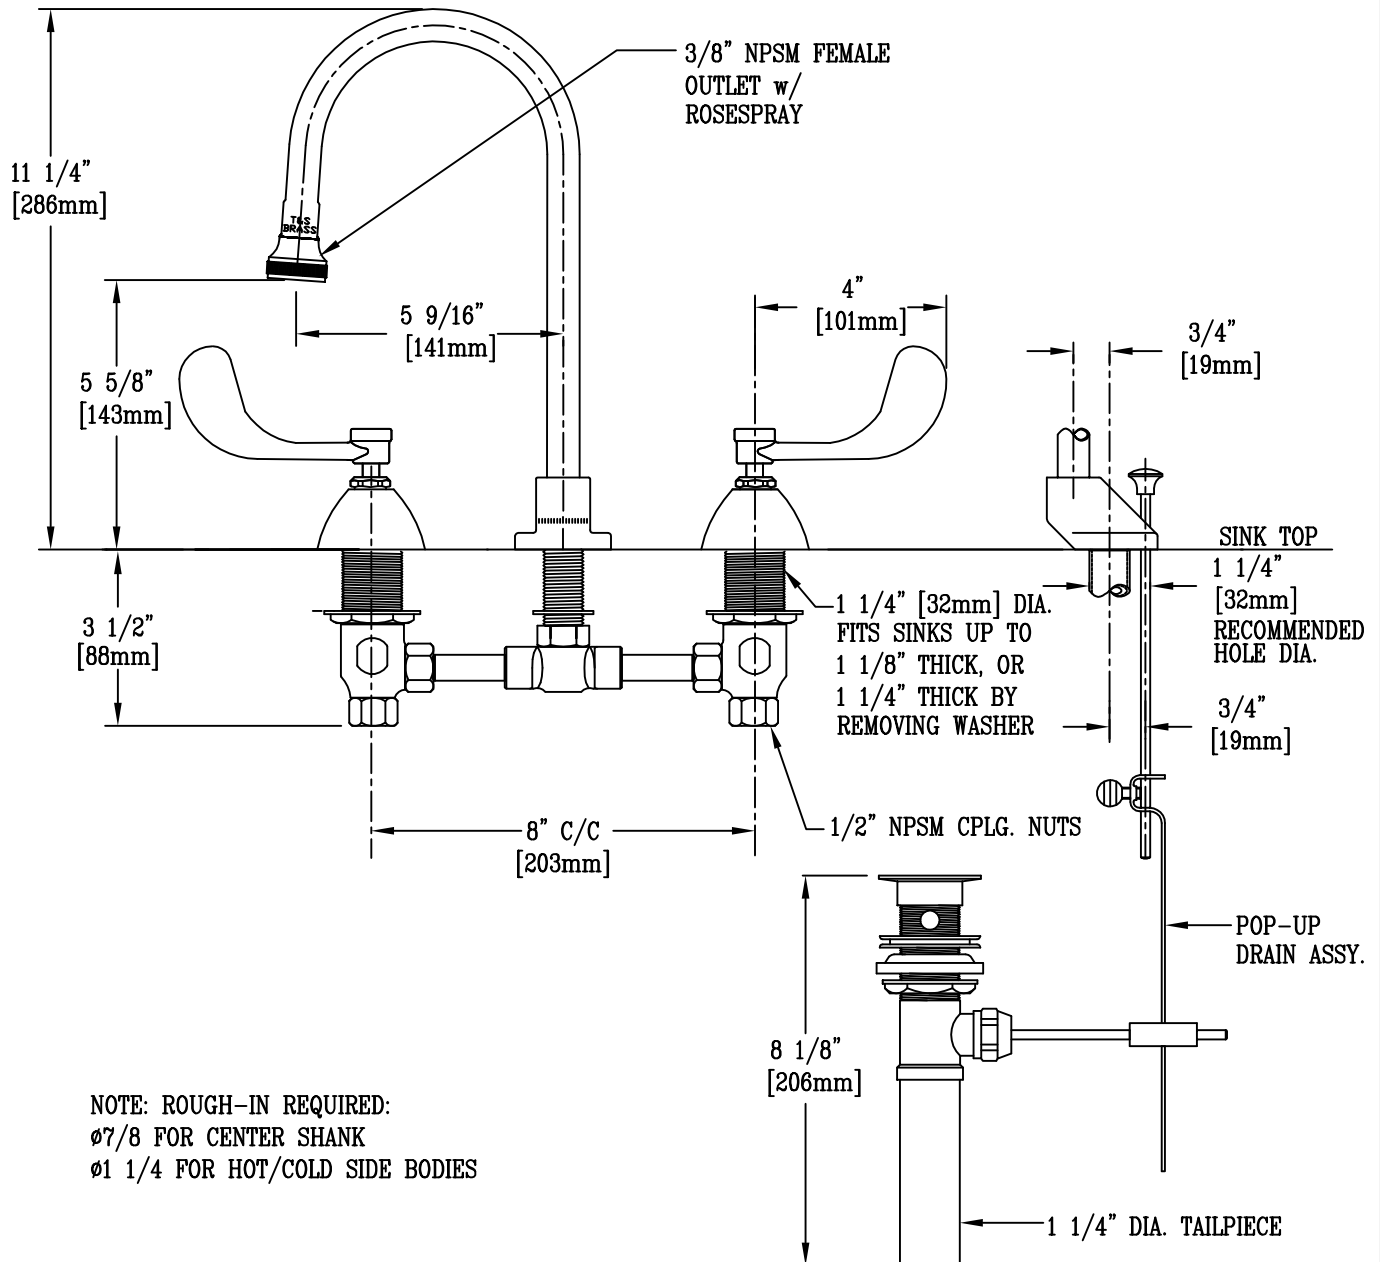 3/8" NPSM FEMALE
OUTLET w/
ROSESPRAY
11 1/4"
[286mm]
T&S
BRASS
4"
[101mm]
5 9/16"
[141mm]
3/4"
[19mm]
5 5/8"
[143mm]
SINK TOP
1 1/4"
[32mm]
RECOMMENDED
HOLE DIA.
1 1/4" [32mm] DIA.
FITS SINKS UP TO
1 1/8" THICK, OR
1 1/4" THICK BY
REMOVING WASHER
3 1/2"
[88mm]
3/4"
[19mm]
8" C/C
[203mm]
1/2" NPSM CPLG. NUTS
POP-UP
DRAIN ASSY.
8 1/8"
[206mm]
NOTE: ROUGH-IN REQUIRED:
ø7/8 FOR CENTER SHANK
ø1 1/4 FOR HOT/COLD SIDE BODIES
1 1/4" DIA. TAILPIECE